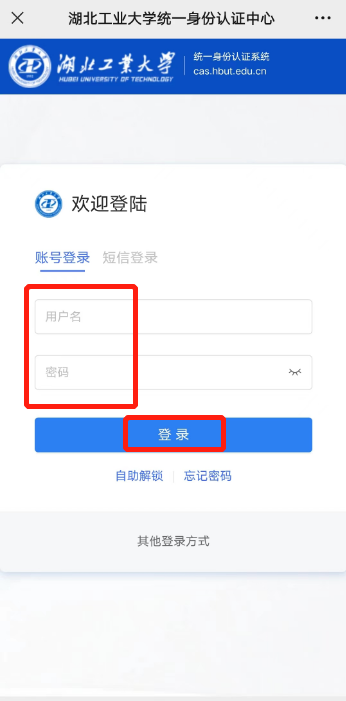 湖北工业大学统一身份认证中心
湖北工业大学
HUBEI UNIVERSITY OF TECHNOLOGY
统一身份认证系统
cas.hbut.edu.cn
欢迎登陆
账号登录 短信登录
用户名
密码
登录
自助解锁 忘记密码
其他登录方式